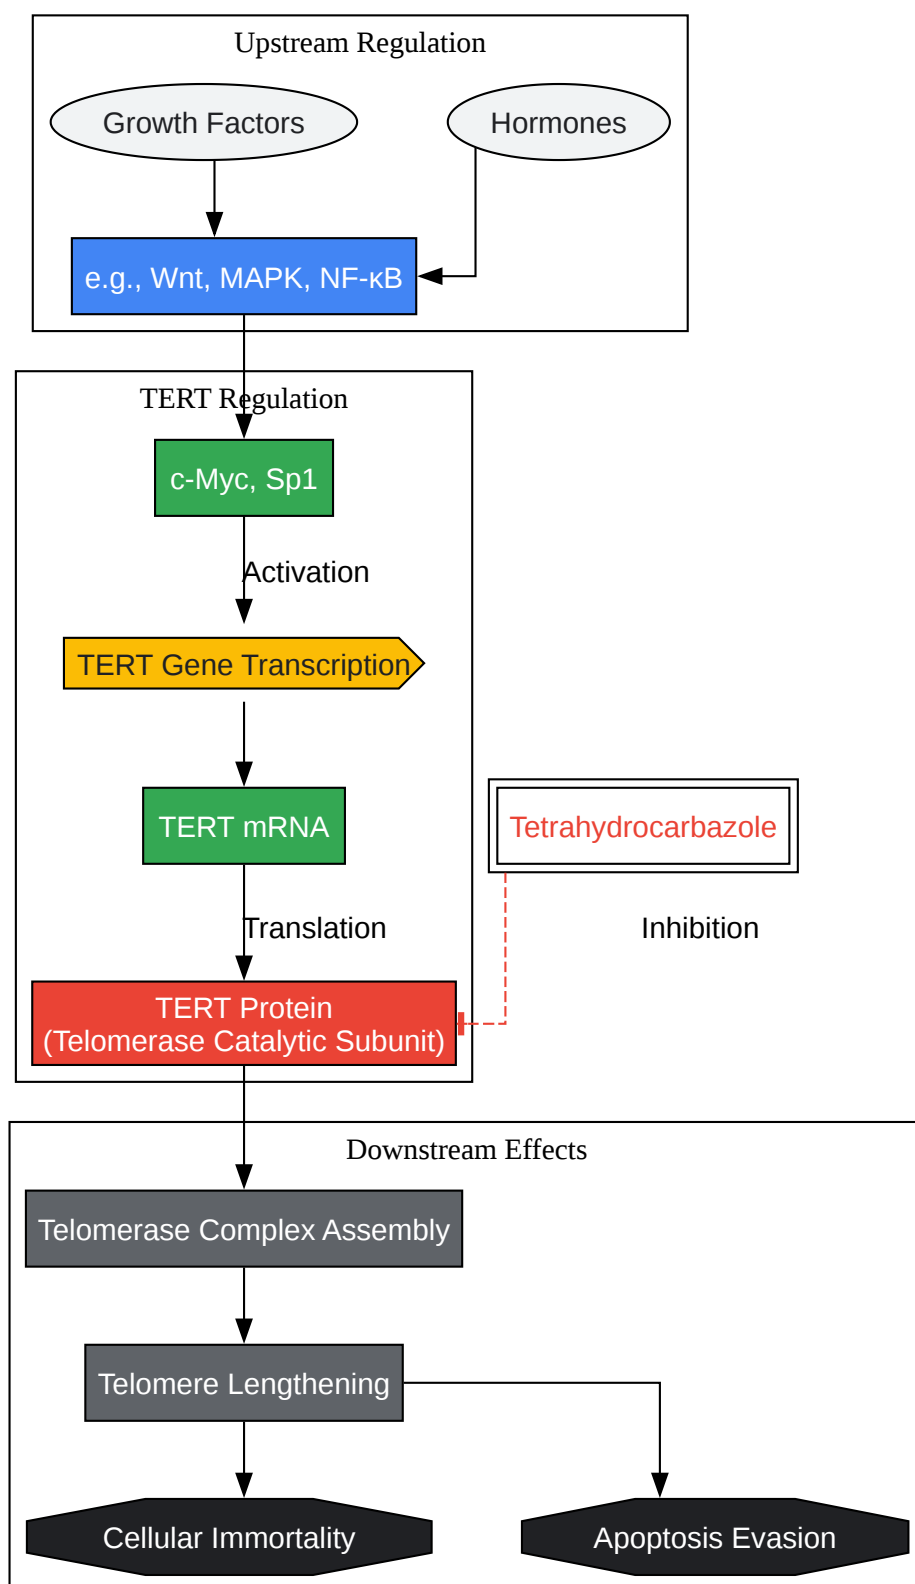 Upstream Regulation
Growth Factors
Hormones
e.g., Wnt, MAPK, NF-κB
TERT Regulation
c-Myc, Sp1
Activation
TERT Gene Transcription
TERT mRNA
Tetrahydrocarbazole
Translation
Inhibition
TERT Protein
(Telomerase Catalytic Subunit)
Downstream Effects
Telomerase Complex Assembly
Telomere Lengthening
Cellular Immortality
Apoptosis Evasion